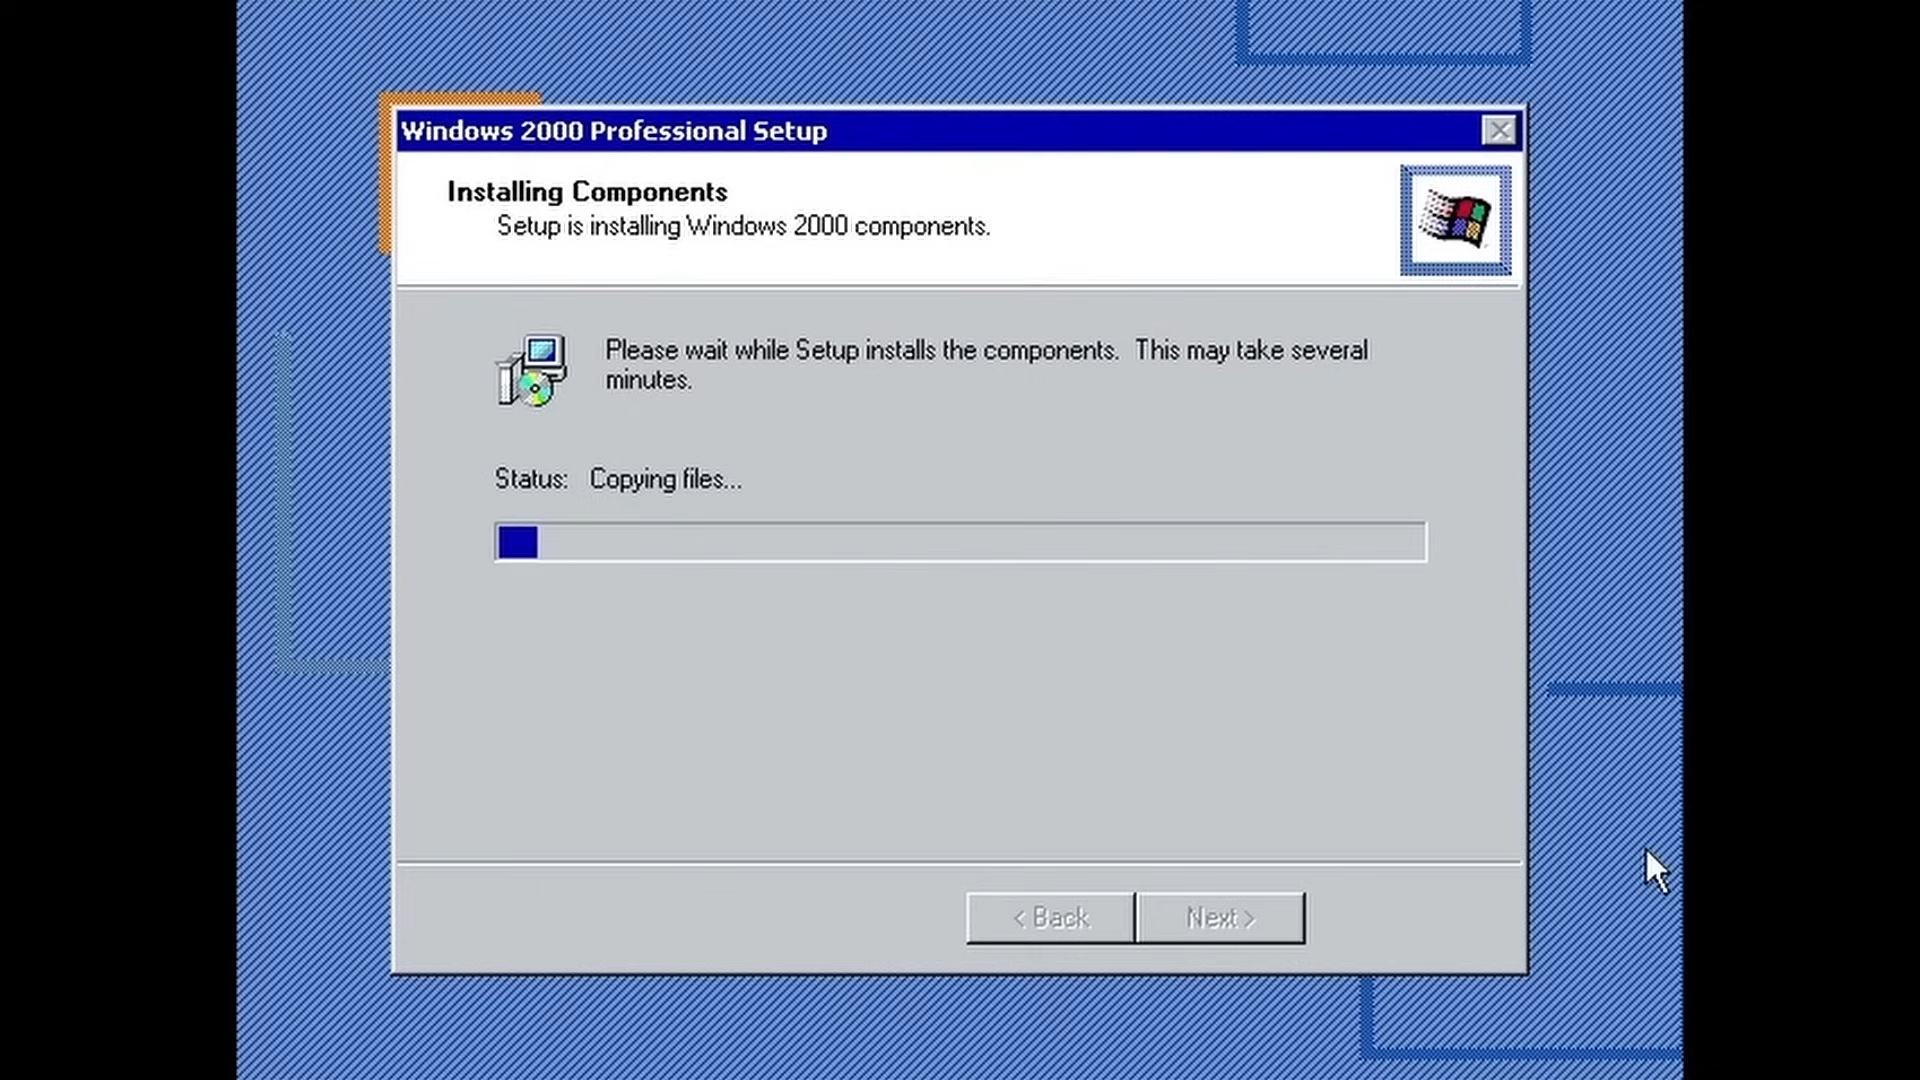 Windows 2000 Professional Setup
Installing Components
Setup is installing Windows 2000 components.
Please wait while Setup installs the components. This may take several
minutes.
Status: Copying files...
< Back
Next >